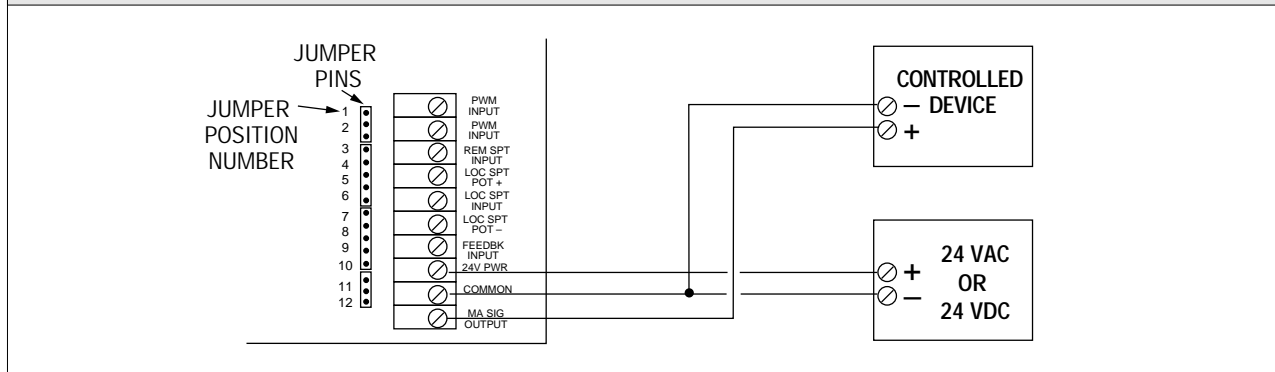 JUMPER
PINS
JUMPER
POSITION
NUMBER
1
2
3
4
5
6
7
8
9
10
11
12
PWM
INPUT
PWM
INPUT
REM SPT
INPUT
LOC SPT
POT +
LOC SPT
INPUT
LOC SPT
POT –
FEEDBK
INPUT
24V PWR
COMMON
MA SIG
OUTPUT
CONTROLLED
– DEVICE
+
24 VAC
+ OR
– 24 VDC